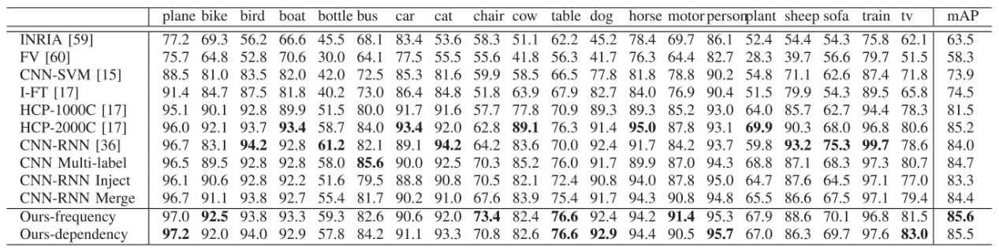 plane bike bird boat bottle bus car cat chair cow table dog horse motor person plant sheep sofa train tv mAP
INRIA [59] 77.2 69.3 56.2 66.6 45.5 68.1 83.4 53.6 58.3 51.1 62.2 45.2 78.4 69.7 86.1 52.4 54.4 54.3 75.8 62.1 63.5
FV [60] 75.7 64.8 52.8 70.6 30.0 64.1 77.5 55.5 55.6 41.8 56.3 41.7 76.3 64.4 82.7 28.3 39.7 56.6 79.7 51.5 58.3
CNN-SVM [15] 88.5 81.0 83.5 82.0 42.0 72.5 85.3 81.6 59.9 58.5 66.5 77.8 81.8 78.8 90.2 54.8 71.1 62.6 87.4 71.8 73.9
I-FT [17] 91.4 84.7 87.5 81.8 40.2 73.0 86.4 84.8 51.8 63.9 67.9 82.7 84.0 76.9 90.4 51.5 79.9 54.3 89.5 65.8 74.5
HCP-1000C [17] 95.1 90.1 92.8 89.9 51.5 80.0 91.7 91.6 57.7 77.8 70.9 89.3 89.3 85.2 93.0 64.0 85.7 62.7 94.4 78.3 81.5
HCP-2000C [17] 96.0 92.1 93.7 93.4 58.7 84.0 93.4 92.0 62.8 89.1 76.3 91.4 95.0 87.8 93.1 69.9 90.3 68.0 96.8 80.6 85.2
CNN-RNN [36] 96.7 83.1 94.2 92.8 61.2 82.1 89.1 94.2 64.2 83.6 70.0 92.4 91.7 84.2 93.7 59.8 93.2 75.3 99.7 78.6 84.0
CNN Multi-label 96.5 89.5 92.8 92.8 58.0 85.6 90.0 92.5 70.3 85.2 76.0 91.7 89.9 87.0 94.3 68.8 87.1 68.3 97.3 80.7 84.7
CNN-RNN Inject 96.1 90.6 92.8 92.2 51.6 79.5 88.8 90.8 70.5 82.1 72.4 90.8 94.0 87.8 95.0 64.7 87.6 64.5 97.1 77.0 83.3
CNN-RNN Merge 96.7 91.1 93.8 92.7 55.4 81.7 90.2 91.0 67.6 83.9 75.4 91.7 94.3 90.8 94.8 65.5 86.6 67.5 97.1 79.4 84.4
Ours-frequency 97.0 92.5 93.8 93.3 59.3 82.6 90.6 92.0 73.4 82.4 76.6 92.4 94.2 91.4 95.3 67.9 88.6 70.1 96.8 81.5 85.6
Ours-dependency 97.2 92.0 94.0 92.9 57.8 84.2 91.1 93.3 70.8 82.6 76.6 92.9 94.4 90.5 95.7 67.0 86.3 69.7 97.6 83.0 85.5